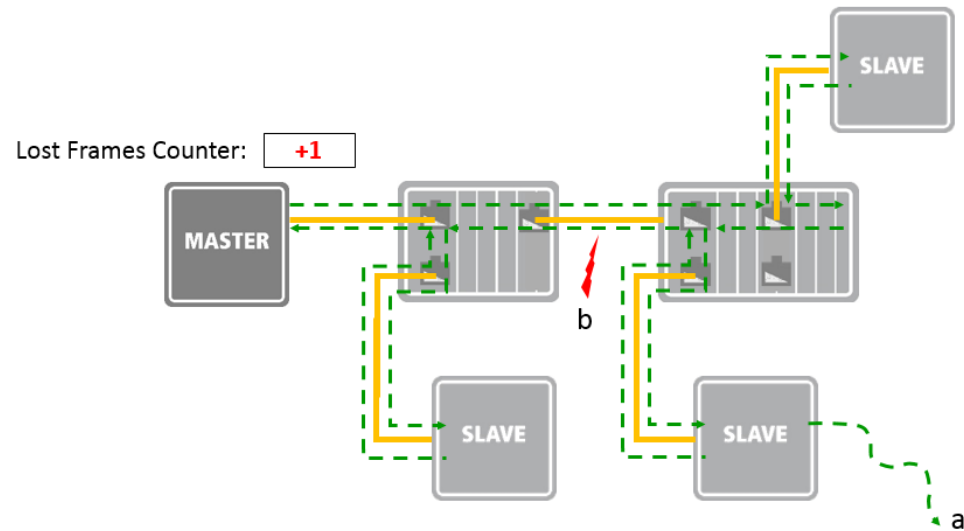 SLAVE
Lost Frames Counter: +1
MASTER
b
SLAVE
SLAVE
a